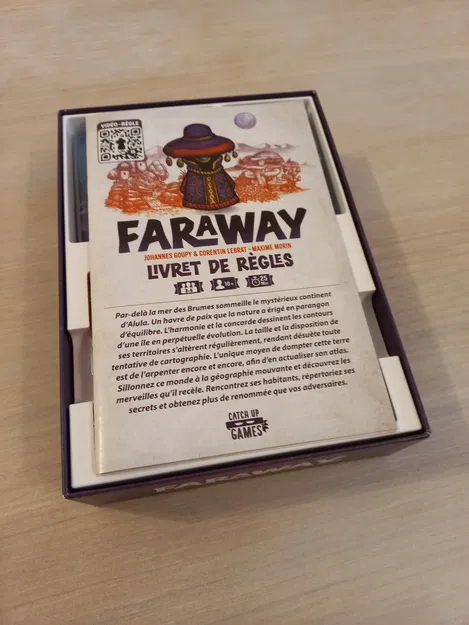 VIDÉO-RÈGLE
FARAWAY
JOHANNES GOUPY & CORENTIN LEBRAT - MAXIME MORIN
LIVRET DE RÈGLES
10+
25
Min
Par-delà la mer des Brumes sommeille le mystérieux continent
d'Alula. Un havre de paix que la nature a érigé en parangon
d'équilibre. L'harmonie et la concorde dessinent les contours
d'une île en perpétuelle évolution. La taille et la disposition de
ses territoires s'altèrent régulièrement, rendant désuète toute
tentative de cartographie. L'unique moyen de dompter cette terre
est de l'arpenter encore et encore, afin d'en actualiser son atlas.
Sillonnez ce monde à la géographie mouvante et découvrez les
merveilles qu'il recèle. Rencontrez ses habitants, répertoriez ses
secrets et obtenez plus de renommée que vos adversaires.
CATCH UP
GAMES
FARAWAY